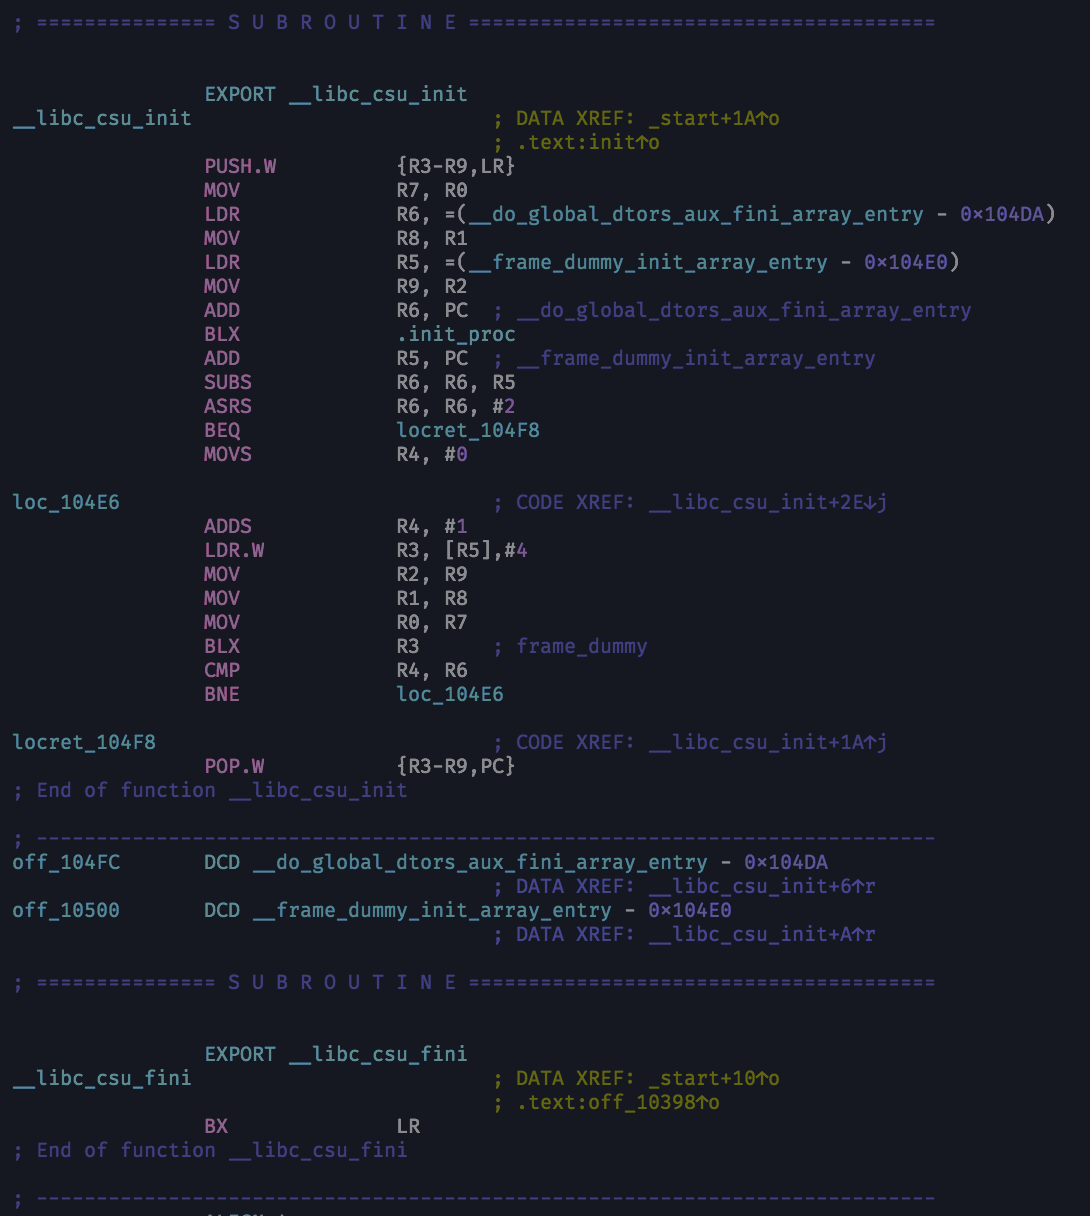 ; =============== S U B R O U T I N E =======================================
EXPORT __libc_csu_init
__libc_csu_init ; DATA XREF: _start+1A↑o
; .text:init↑o
PUSH.W {R3-R9,LR}
MOV R7, R0
LDR R6, =(__do_global_dtors_aux_fini_array_entry - 0x104DA)
MOV R8, R1
LDR R5, =(__frame_dummy_init_array_entry - 0x104E0)
MOV R9, R2
ADD R6, PC ; __do_global_dtors_aux_fini_array_entry
BLX .init_proc
ADD R5, PC ; __frame_dummy_init_array_entry
SUBS R6, R6, R5
ASRS R6, R6, #2
BEQ locret_104F8
MOVS R4, #0
loc_104E6 ; CODE XREF: __libc_csu_init+2E↓j
ADDS R4, #1
LDR.W R3, [R5],#4
MOV R2, R9
MOV R1, R8
MOV R0, R7
BLX R3 ; frame_dummy
CMP R4, R6
BNE loc_104E6
locret_104F8 ; CODE XREF: __libc_csu_init+1A↑j
POP.W {R3-R9,PC}
; End of function __libc_csu_init
; ---------------------------------------------------------------------------
off_104FC DCD __do_global_dtors_aux_fini_array_entry - 0x104DA
; DATA XREF: __libc_csu_init+6↑r
off_10500 DCD __frame_dummy_init_array_entry - 0x104E0
; DATA XREF: __libc_csu_init+A↑r
; =============== S U B R O U T I N E =======================================
EXPORT __libc_csu_fini
__libc_csu_fini ; DATA XREF: _start+10↑o
; .text:off_10398↑o
BX LR
; End of function __libc_csu_fini
; ---------------------------------------------------------------------------